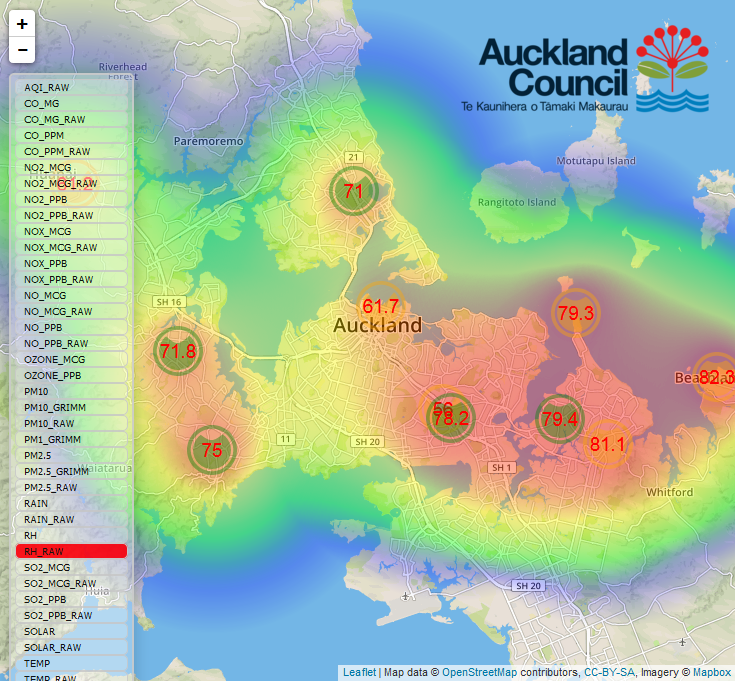 +
−
AQI_RAW
CO_MG
CO_MG_RAW
CO_PPM
CO_PPM_RAW
NO2_MCG
NO2_MCG_RAW
NO2_PPB
NO2_PPB_RAW
NOX_MCG
NOX_MCG_RAW
NOX_PPB
NOX_PPB_RAW
NO_MCG
NO_MCG_RAW
NO_PPB
NO_PPB_RAW
OZONE_MCG
OZONE_PPB
PM10
PM10_GRIMM
PM10_RAW
PM1_GRIMM
PM2.5
PM2.5_GRIMM
PM2.5_RAW
RAIN
RAIN_RAW
RH
RH_RAW
SO2_MCG
SO2_MCG_RAW
SO2_PPB
SO2_PPB_RAW
SOLAR
SOLAR_RAW
TEMP
TEMP_RAW
Auckland
Council
Te Kaunihera o Tāmaki Makaurau
Riverhead
Forest
Paremoremo
21
71
Motutapu Island
Rangitoto Island
SH 16
61.7
Auckland
79.3
71.8
82.3
56
78.2
79.4
11
SH 20
81.1
75
SH 1
Whitford
Huia
SH 20
Leaflet | Map data © OpenStreetMap contributors, CC-BY-SA, Imagery © Mapbox